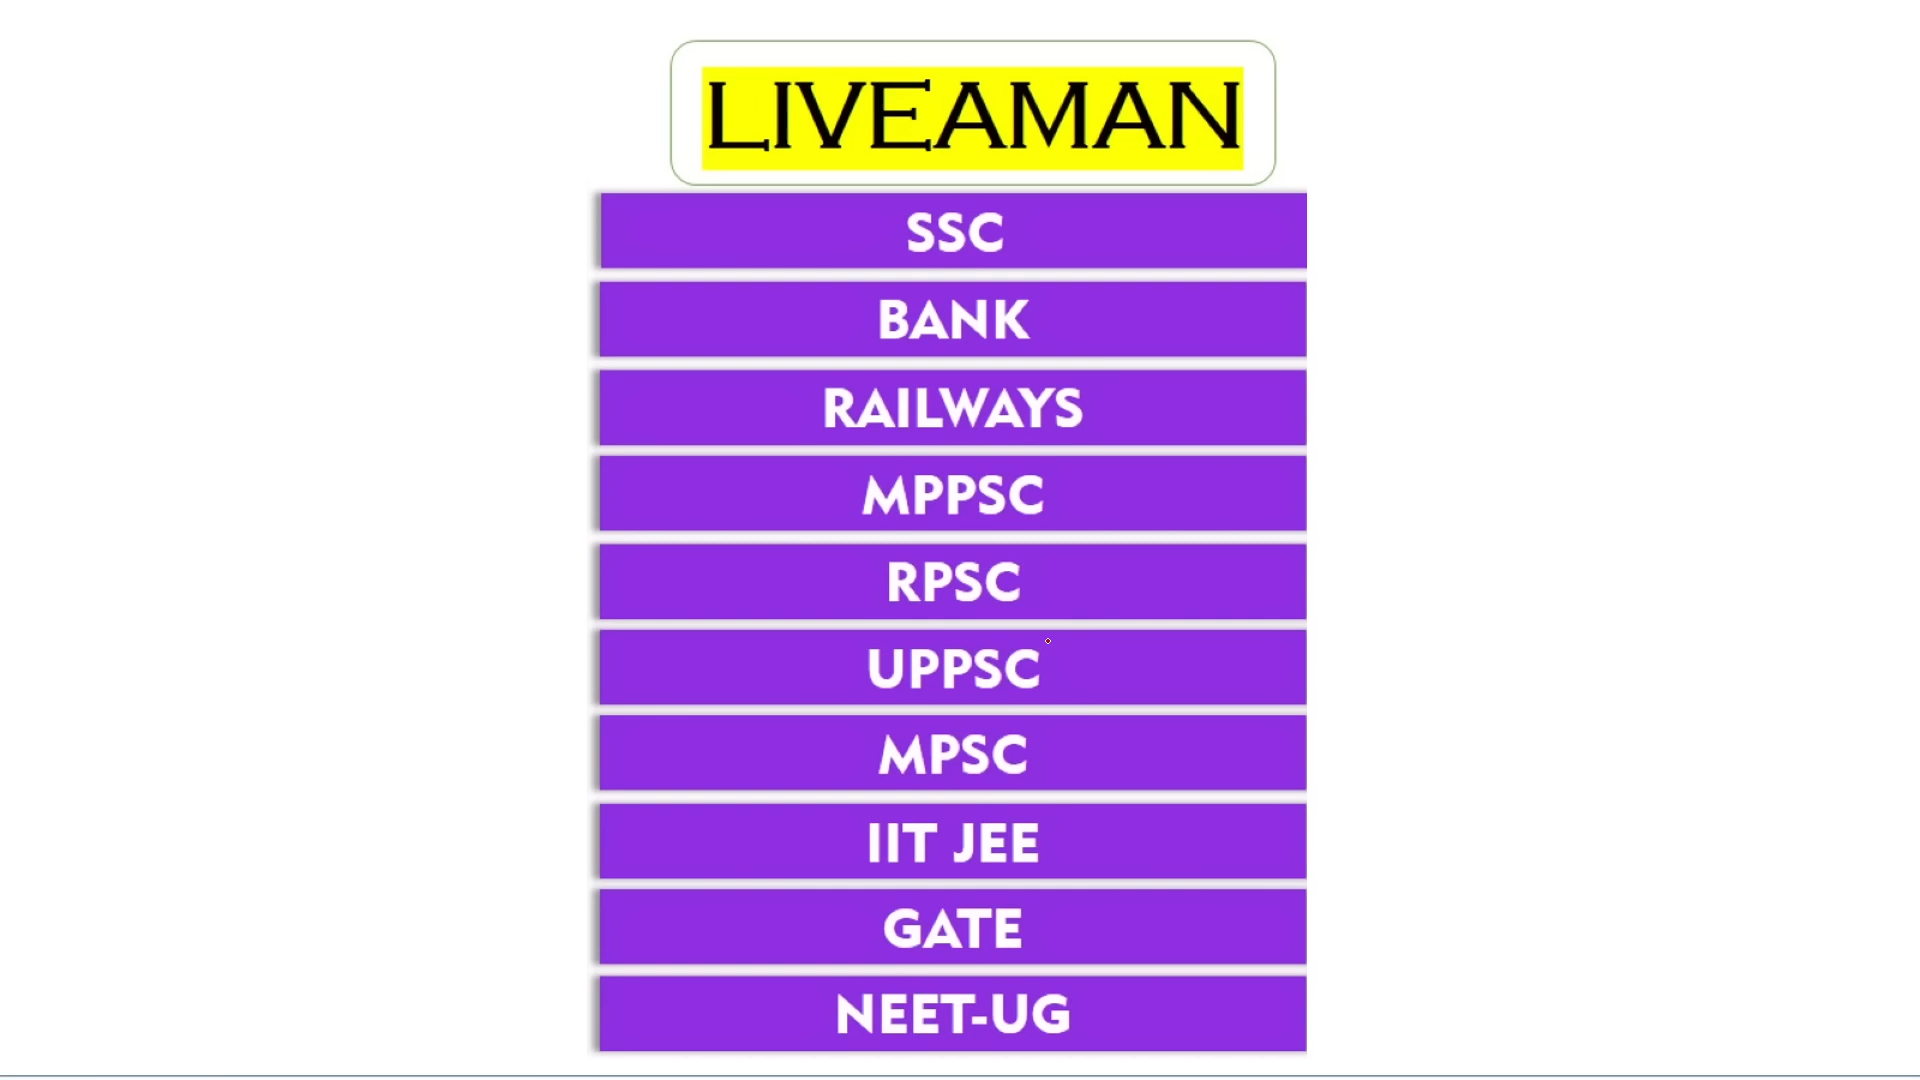 LIVEAMAN
SSC
BANK
RAILWAYS
MPPSC
RPSC
UPPSC
MPSC
IIT JEE
GATE
NEET-UG